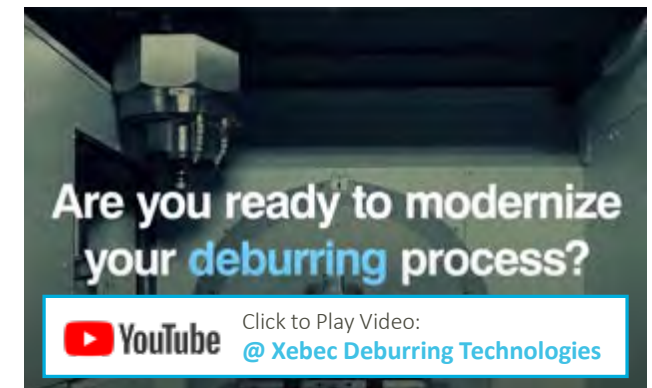 Are you ready to modernize
your deburring process?
YouTube
Click to Play Video:
@ Xebec Deburring Technologies